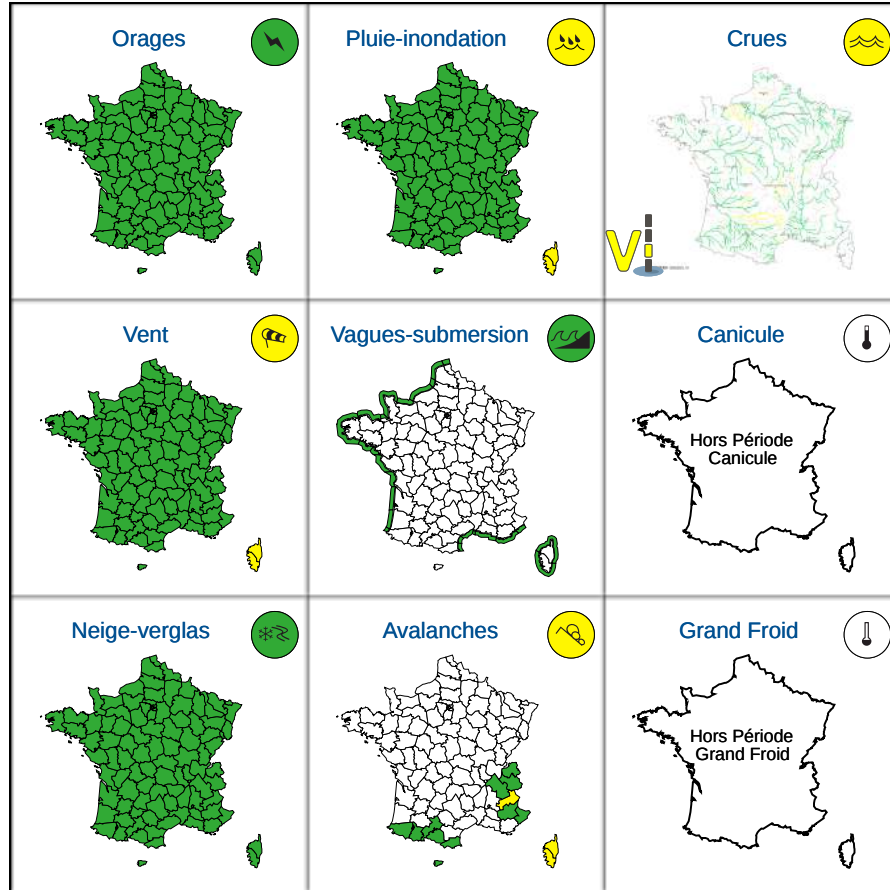 Orages
Pluie-inondation
Crues
Vi
Vent
Vagues-submersion
Canicule
Hors Période
Canicule
Neige-verglas
Avalanches
Grand Froid
Hors Période
Grand Froid